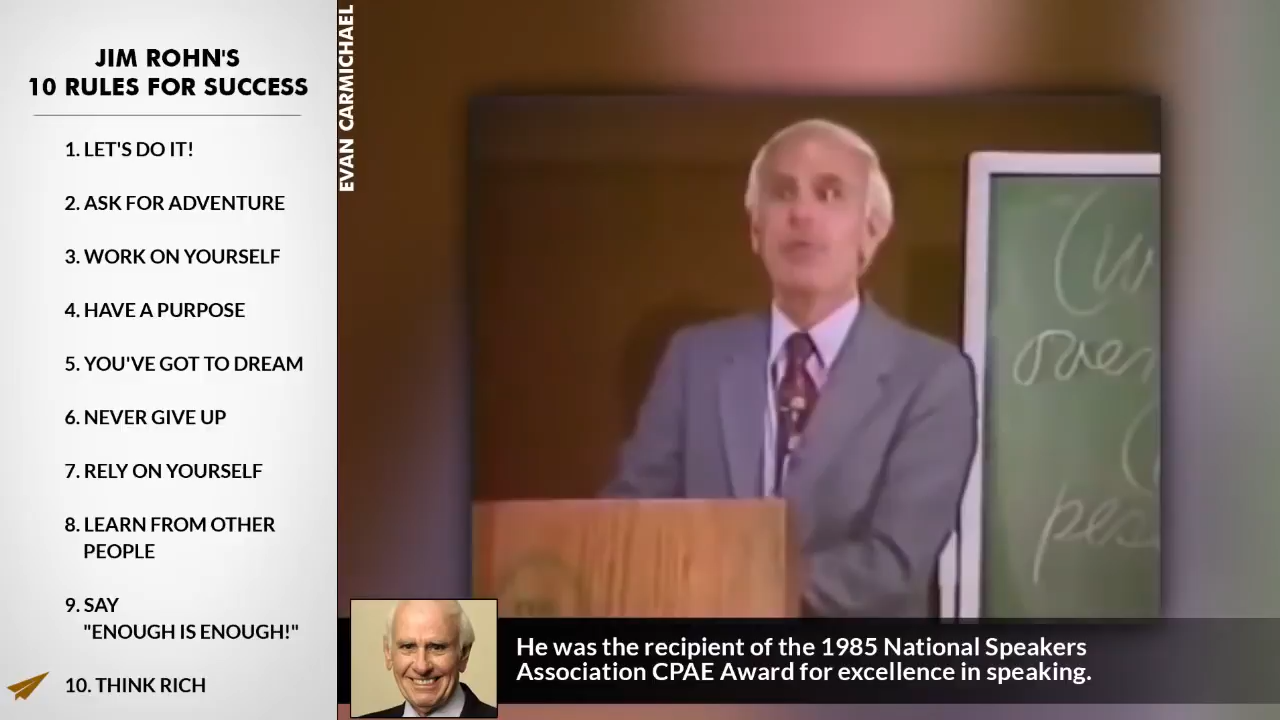 JIM ROHN'S
10 RULES FOR SUCCESS
1. LET'S DO IT!
2. ASK FOR ADVENTURE
3. WORK ON YOURSELF
4. HAVE A PURPOSE
5. YOU'VE GOT TO DREAM
6. NEVER GIVE UP
7. RELY ON YOURSELF
8. LEARN FROM OTHER
PEOPLE
9. SAY
"ENOUGH IS ENOUGH!"
10. THINK RICH
EVAN CARMICHAEL
He was the recipient of the 1985 National Speakers
Association CPAE Award for excellence in speaking.